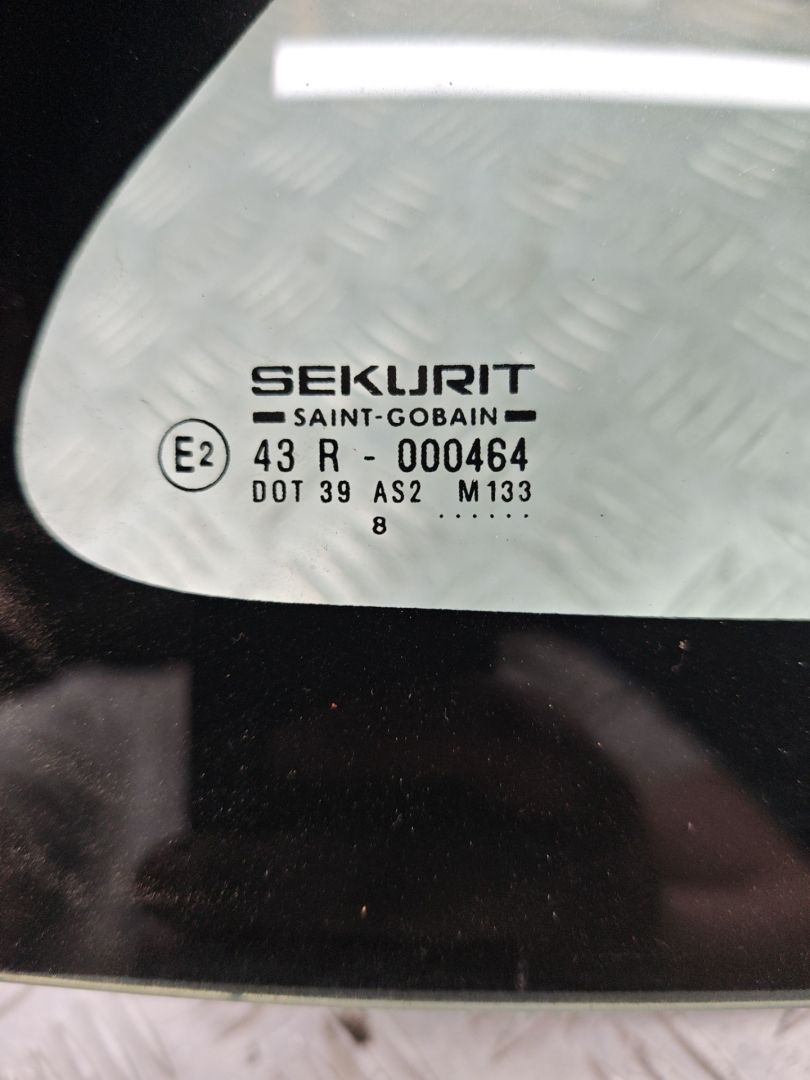 SEKURIT
SAINT-GOBAIN
E2 43 R - 000464
DOT 39 AS2 M133
8 ......